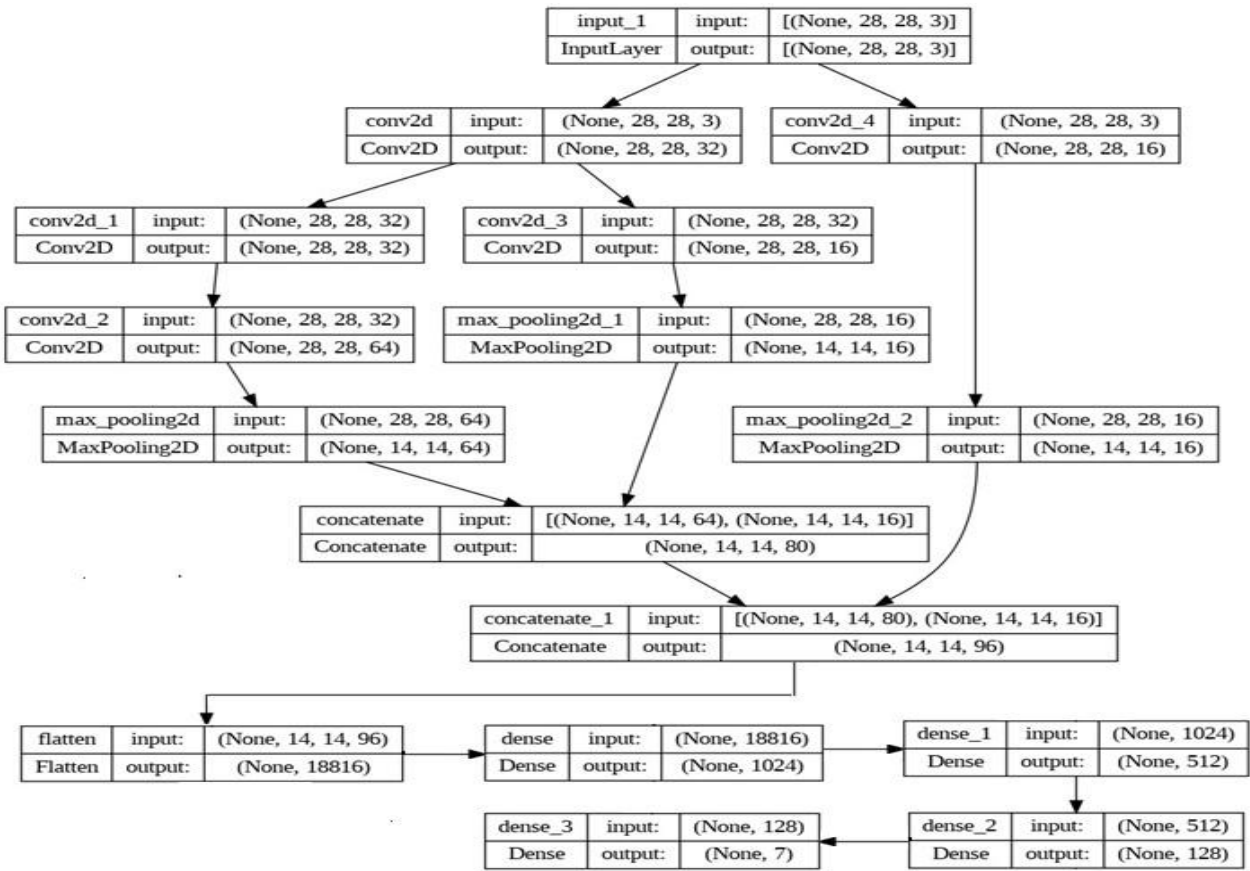 input_1 input: [(None, 28, 28, 3)]
InputLayer output: [(None, 28, 28, 3)]
conv2d input: (None, 28, 28, 3)
Conv2D output: (None, 28, 28, 32)
conv2d_4 input: (None, 28, 28, 3)
Conv2D output: (None, 28, 28, 16)
conv2d_1 input: (None, 28, 28, 32)
Conv2D output: (None, 28, 28, 32)
conv2d_3 input: (None, 28, 28, 32)
Conv2D output: (None, 28, 28, 16)
conv2d_2 input: (None, 28, 28, 32)
Conv2D output: (None, 28, 28, 64)
max_pooling2d_1 input: (None, 28, 28, 16)
MaxPooling2D output: (None, 14, 14, 16)
max_pooling2d input: (None, 28, 28, 64)
MaxPooling2D output: (None, 14, 14, 64)
max_pooling2d_2 input: (None, 28, 28, 16)
MaxPooling2D output: (None, 14, 14, 16)
concatenate input: [(None, 14, 14, 64), (None, 14, 14, 16)]
Concatenate output: (None, 14, 14, 80)
concatenate_1 input: [(None, 14, 14, 80), (None, 14, 14, 16)]
Concatenate output: (None, 14, 14, 96)
flatten input: (None, 14, 14, 96)
Flatten output: (None, 18816)
dense input: (None, 18816)
Dense output: (None, 1024)
dense_1 input: (None, 1024)
Dense output: (None, 512)
dense_2 input: (None, 512)
Dense output: (None, 128)
dense_3 input: (None, 128)
Dense output: (None, 7)